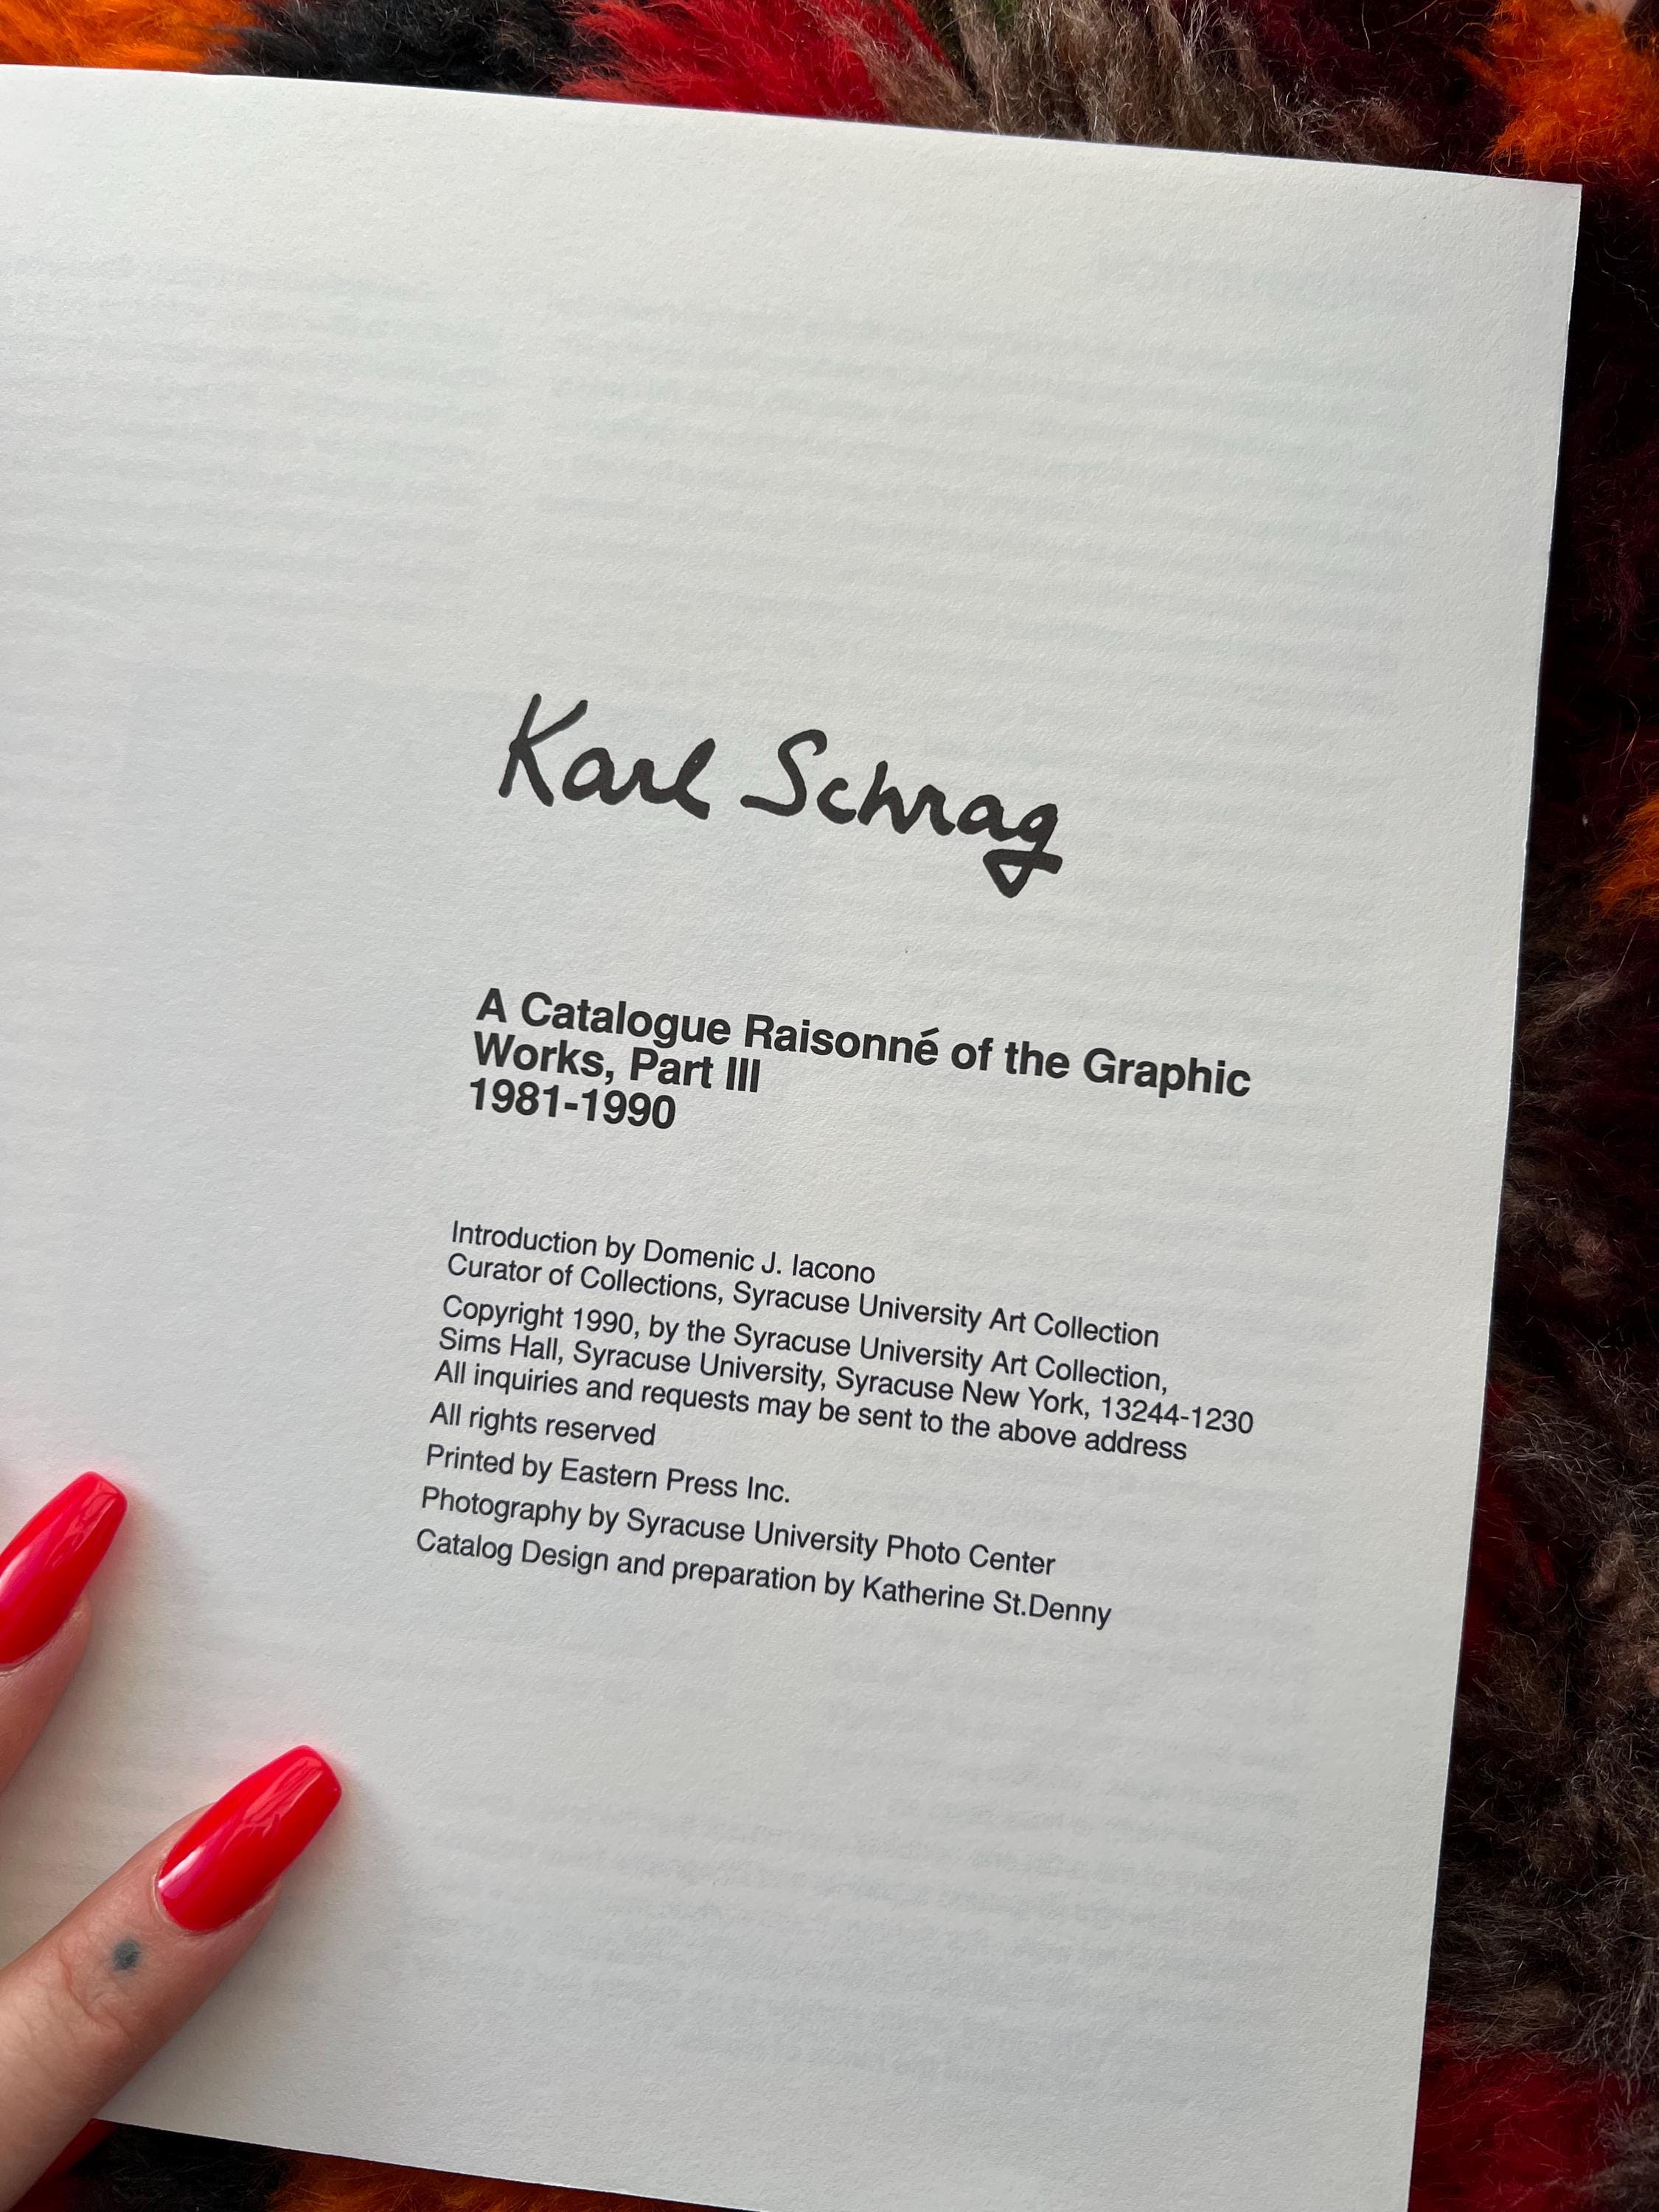 Karl Schrag
A Catalogue Raisonné of the Graphic
Works, Part III
1981-1990
Introduction by Domenic J. Iacono
Curator of Collections, Syracuse University Art Collection
Copyright 1990, by the Syracuse University Art Collection,
Sims Hall, Syracuse University, Syracuse New York, 13244-1230
All inquiries and requests may be sent to the above address
All rights reserved
Printed by Eastern Press Inc.
Photography by Syracuse University Photo Center
Catalog Design and preparation by Katherine St.Denny